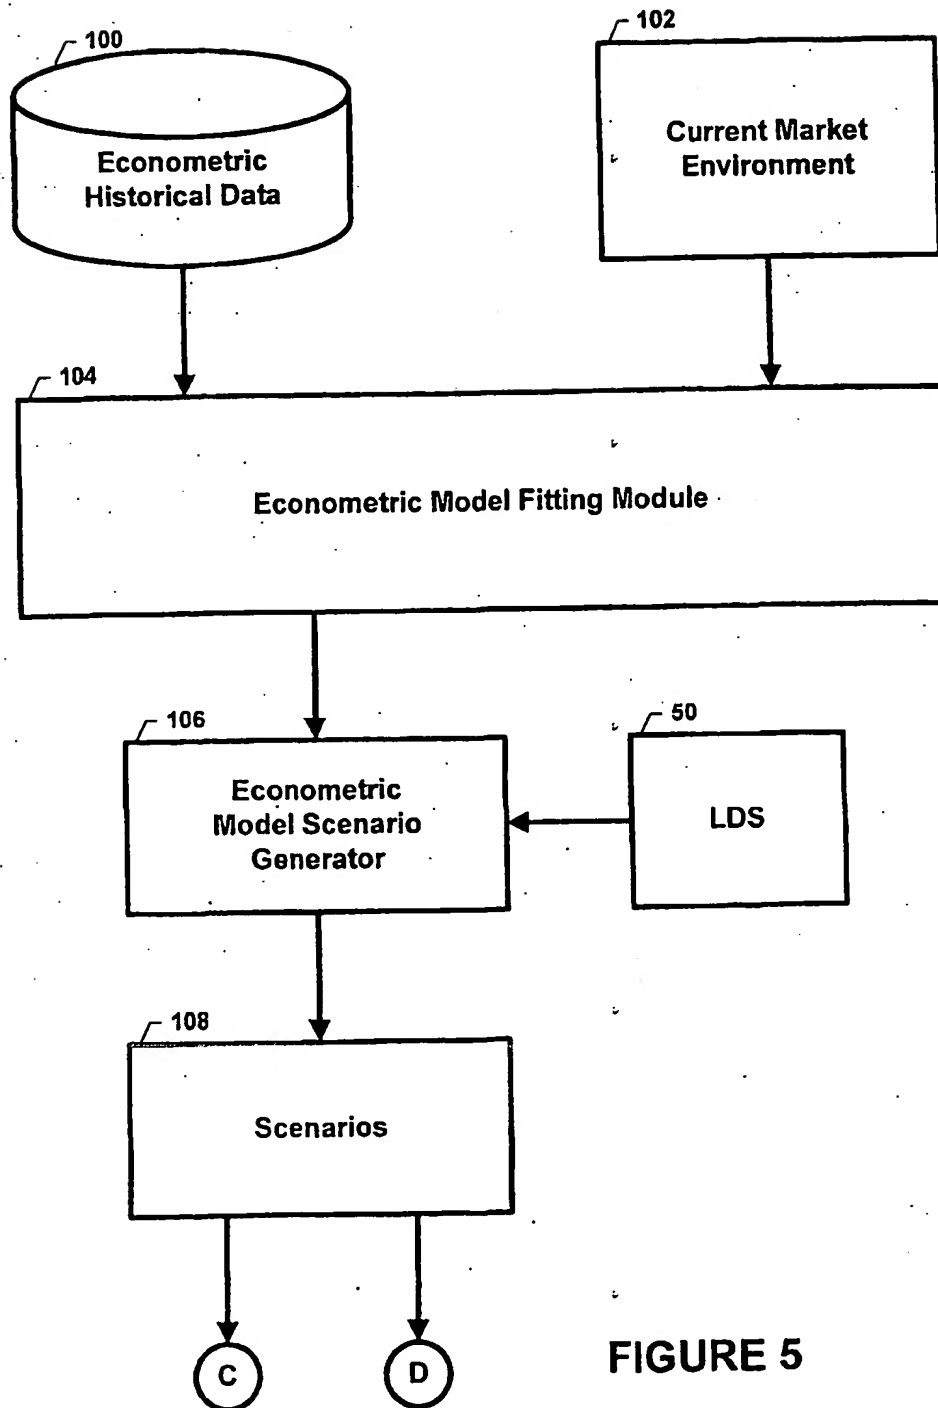 100
Econometric
Historical Data
102
Current Market
Environment
104
Econometric Model Fitting Module
106
Econometric
Model Scenario
Generator
50
LDS
108
Scenarios
C
D
FIGURE 5